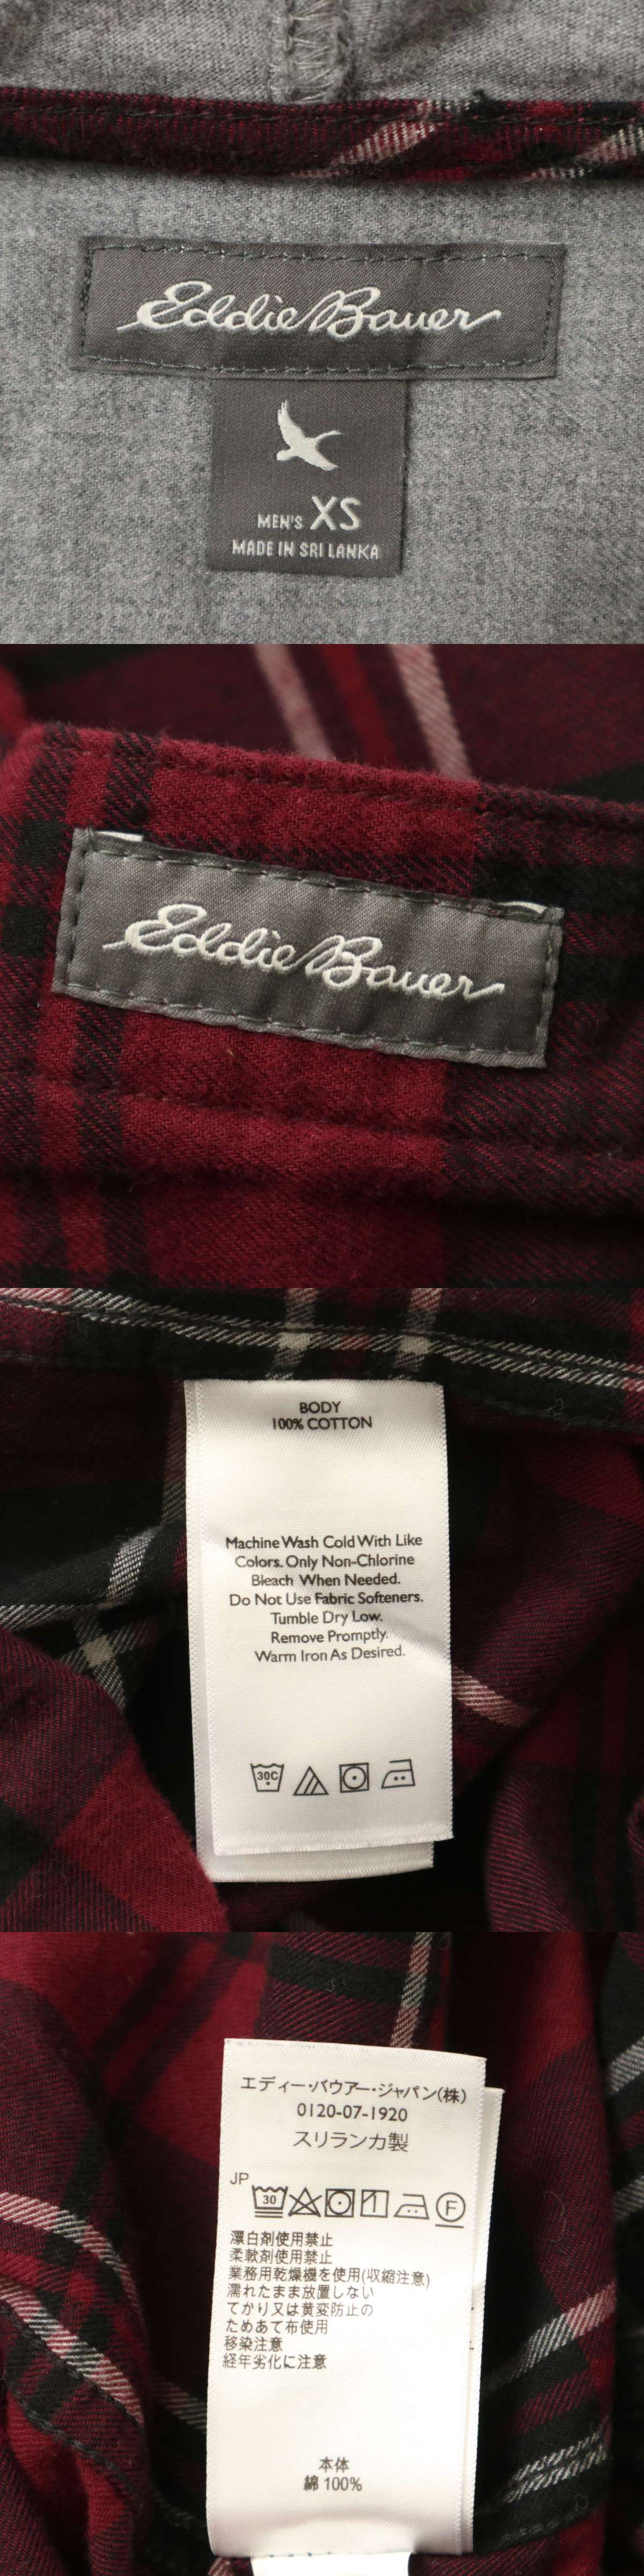 Eddie Bauer
MEN'S XS
MADE IN SRI LANKA
Eddie Bauer
BODY
100% COTTON
Machine Wash Cold With Like
Colors. Only Non-Chlorine
Bleach When Needed.
Do Not Use Fabric Softeners.
Tumble Dry Low.
Remove Promptly.
Warm Iron As Desired.
30C
エディー・バウアー・ジャパン(株)
0120-07-1920
スリランカ製
JP
30 F
漂白剤使用禁止
柔軟剤使用禁止
業務用乾燥機を使用(収縮注意)
濡れたまま放置しない
てかり又は黄変防止の
ためあて布使用
移染注意
経年劣化に注意
本体
綿 100%